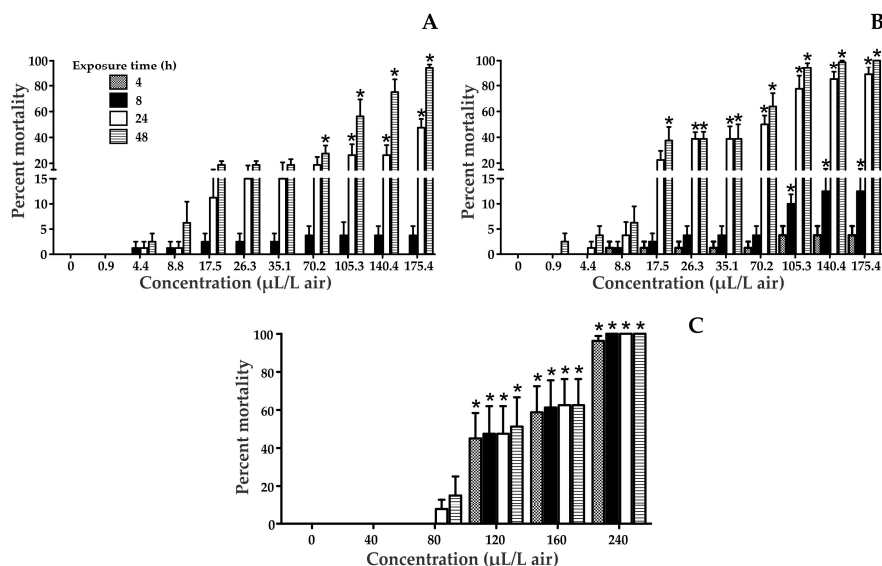 A
Percent mortality
100
80
60
40
20
15
10
5
0
Exposure time (h)
4
8
24
48
* * * * * * * *
0 0.9 4.4 8.8 17.5 26.3 35.1 70.2 105.3 140.4 175.4
Concentration (µL/L air)
B
Percent mortality
100
80
60
40
20
15
10
5
0
* ** ** * * * * * * * * * * *
0 0.9 4.4 8.8 17.5 26.3 35.1 70.2 105.3 140.4 175.4
Concentration (µL/L air)
C
Percent mortality
100
80
60
40
20
0
* * * * * * * * * * * *
0 40 80 120 160 240
Concentration (µL/L air)